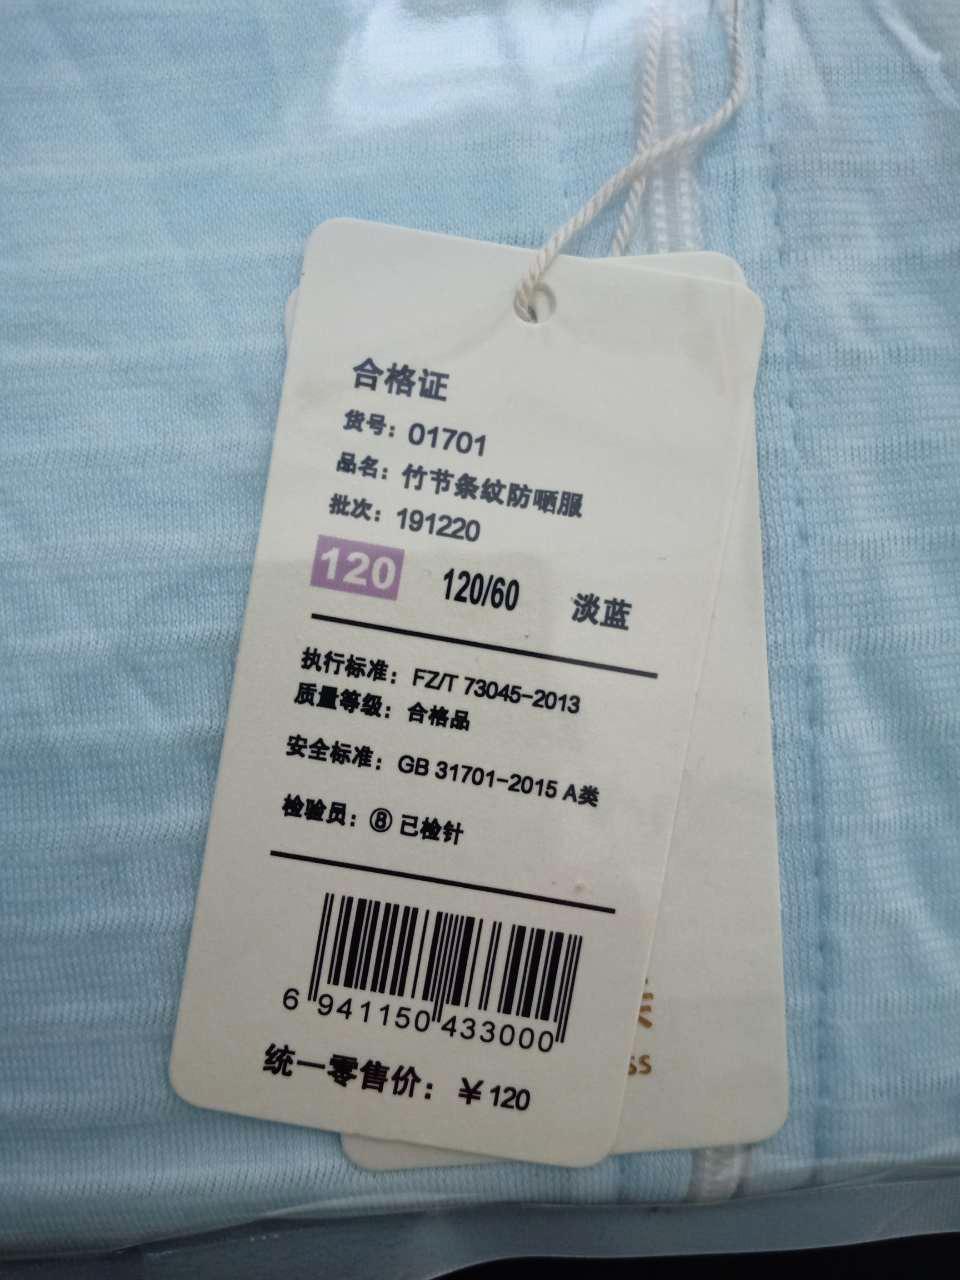 合格证
货号：01701
品名：竹节条纹防晒服
批次：191220
120 120/60 淡蓝
执行标准：FZ/T 73045-2013
质量等级：合格品
安全标准：GB 31701-2015 A类
检验员：⑧ 已检针
6 941150 433000
统一零售价：￥120
ss